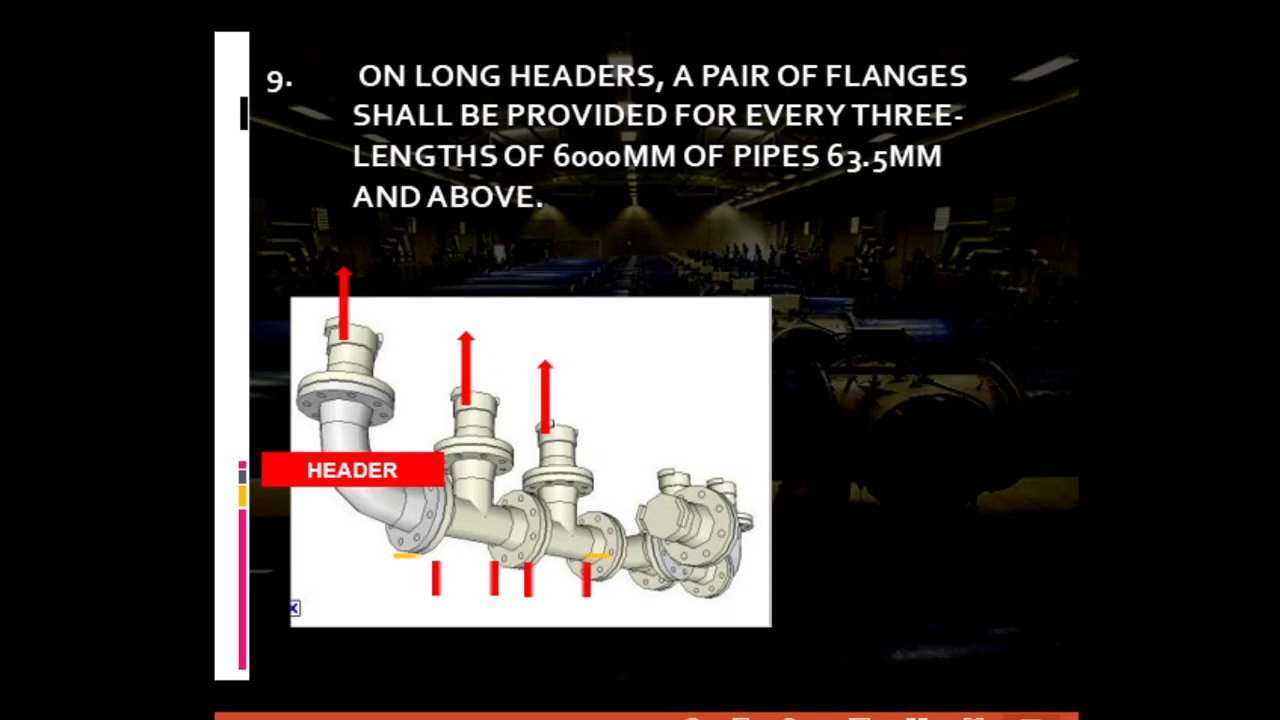 9. ON LONG HEADERS, A PAIR OF FLANGES
SHALL BE PROVIDED FOR EVERY THREE-
LENGTHS OF 6000MM OF PIPES 63.5MM
AND ABOVE.
HEADER